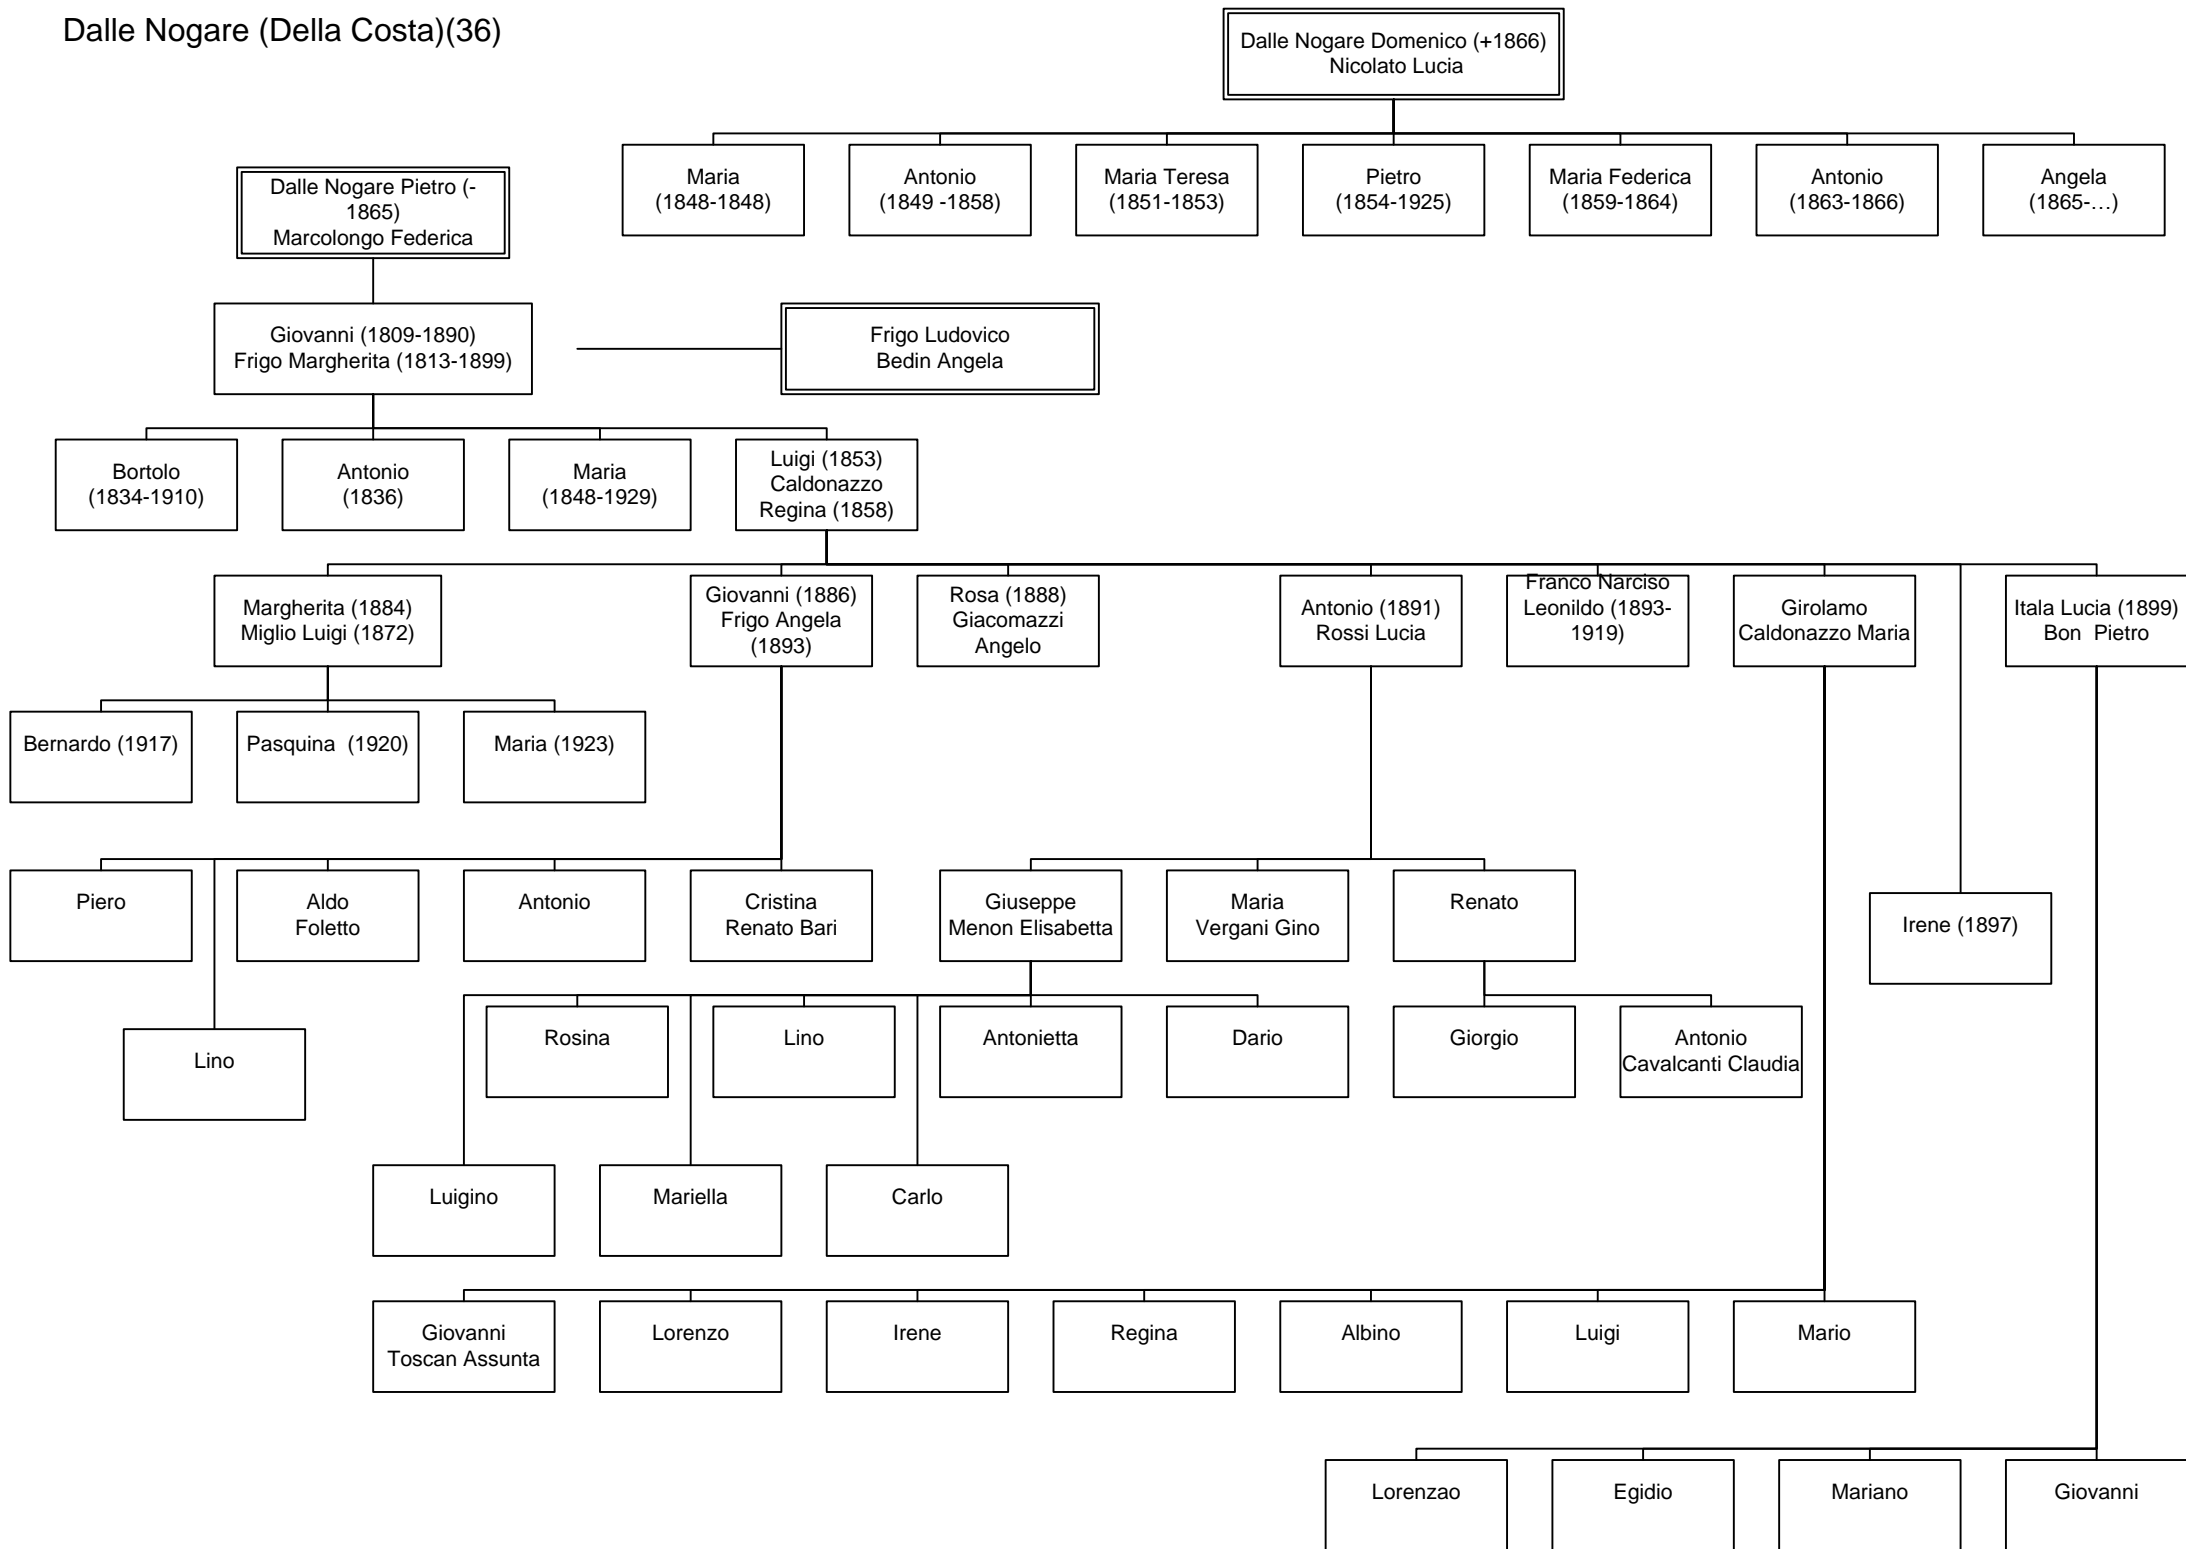 Dalle Nogare (Della Costa)(36)
Dalle Nogare Domenico (+1866)
Nicolato Lucia
Maria
(1848-1848)
Antonio
(1849 -1858)
Maria Teresa
(1851-1853)
Pietro
(1854-1925)
Maria Federica
(1859-1864)
Antonio
(1863-1866)
Angela
(1865-…)
Dalle Nogare Pietro (-
1865)
Marcolongo Federica
Giovanni (1809-1890)
Frigo Margherita (1813-1899)
Frigo Ludovico
Bedin Angela
Bortolo
(1834-1910)
Antonio
(1836)
Maria
(1848-1929)
Luigi (1853)
Caldonazzo
Regina (1858)
Margherita (1884)
Miglio Luigi (1872)
Giovanni (1886)
Frigo Angela
(1893)
Rosa (1888)
Giacomazzi
Angelo
Antonio (1891)
Rossi Lucia
Franco Narciso
Leonildo (1893-
1919)
Girolamo
Caldonazzo Maria
Itala Lucia (1899)
Bon  Pietro
Bernardo (1917)
Pasquina  (1920)
Maria (1923)
Piero
Aldo
Foletto
Antonio
Cristina
Renato Bari
Giuseppe
Menon Elisabetta
Maria
Vergani Gino
Renato
Irene (1897)
Lino
Rosina
Lino
Antonietta
Dario
Giorgio
Antonio
Cavalcanti Claudia
Luigino
Mariella
Carlo
Giovanni
Toscan Assunta
Lorenzo
Irene
Regina
Albino
Luigi
Mario
Lorenzao
Egidio
Mariano
Giovanni